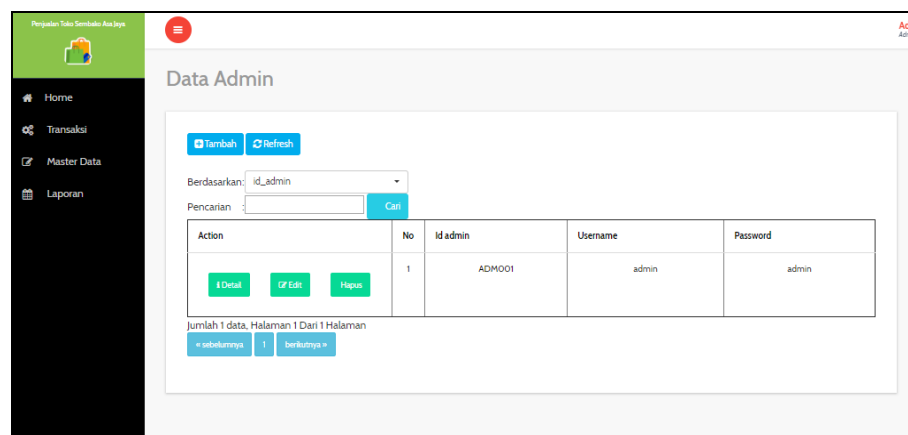 Penjualan Toko Sembako Asa Jaya
Ad
Adm
Data Admin
Home
Transaksi
Master Data
Laporan
Tambah Refresh
Berdasarkan: id_admin
Pencarian : Cari
Action No Id admin Username Password
Detail Edit Hapus 1 ADM001 admin admin
Jumlah 1 data, Halaman 1 Dari 1 Halaman
« sebelumnya 1 berikutnya »